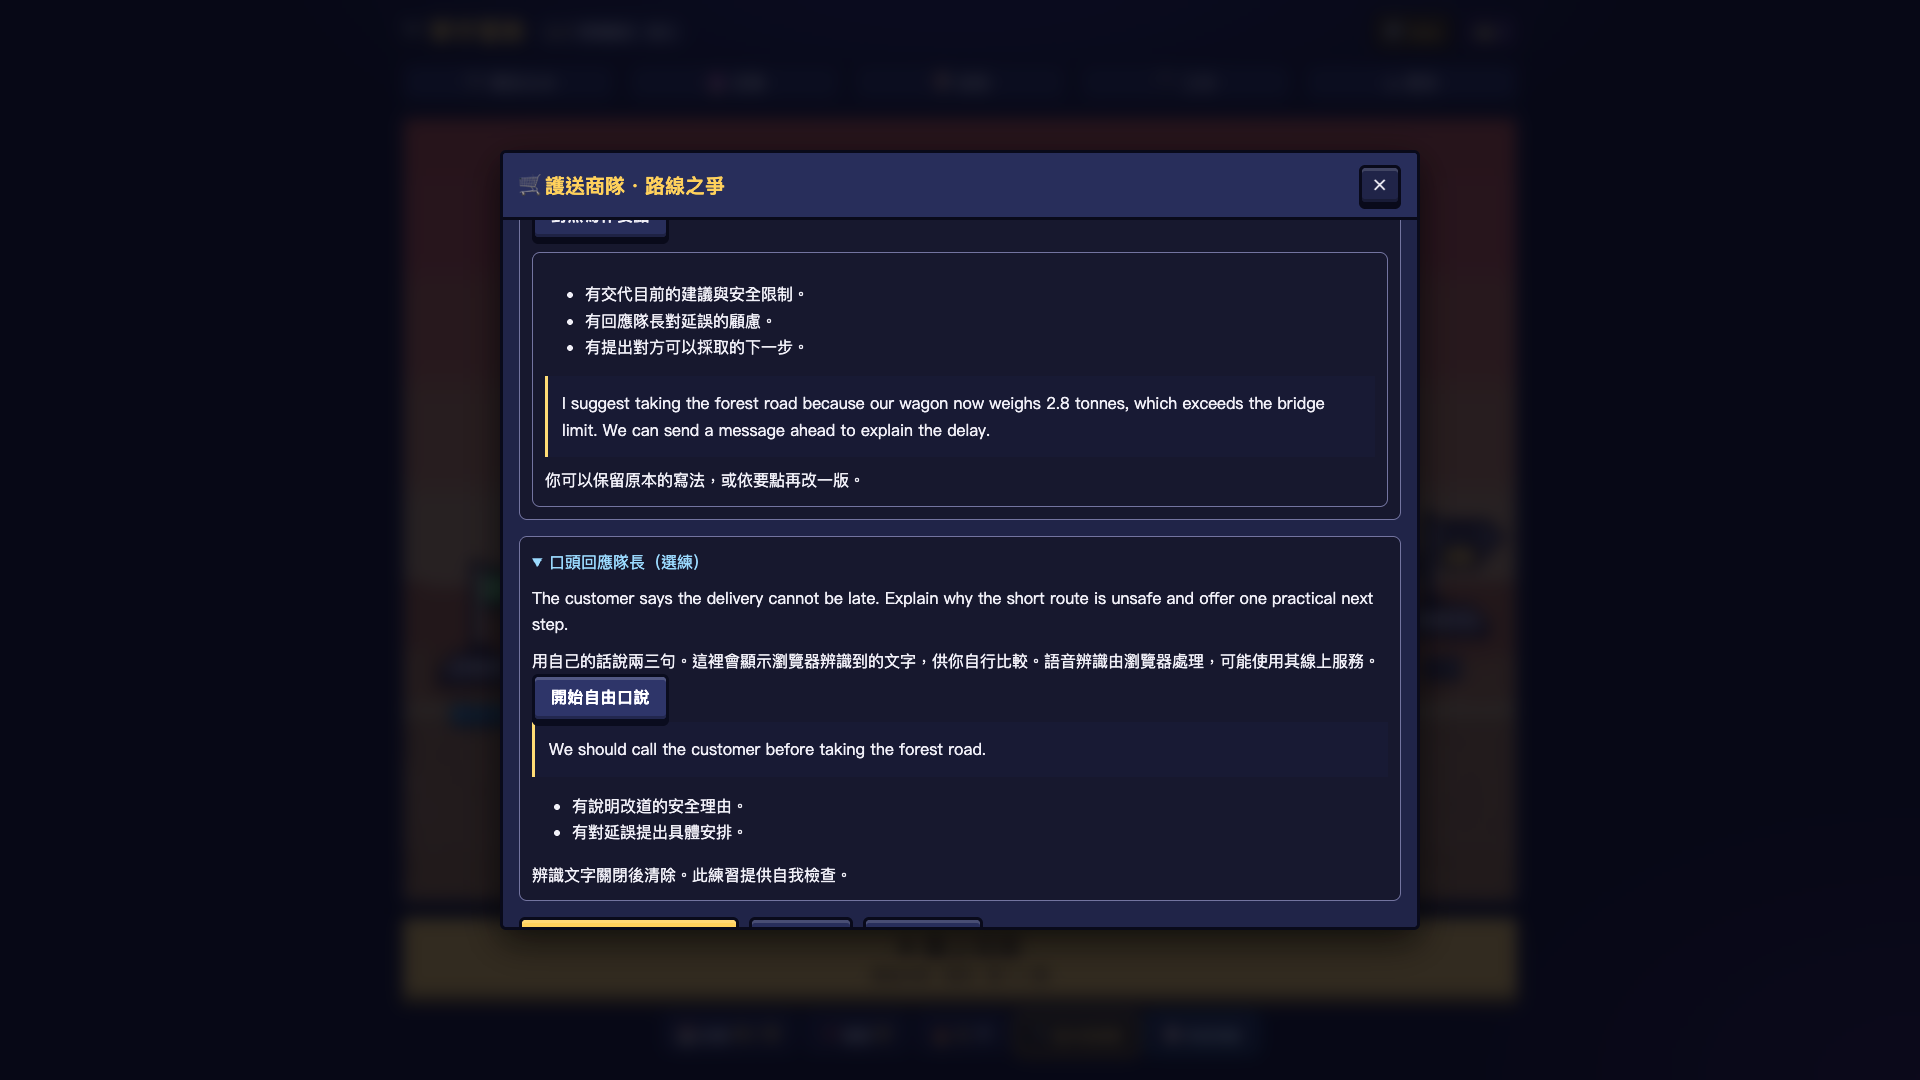 護送商隊・路線之爭
✕
有交代目前的建議與安全限制。
有回應隊長對延誤的顧慮。
有提出對方可以採取的下一步。
I suggest taking the forest road because our wagon now weighs 2.8 tonnes, which exceeds the bridge
limit. We can send a message ahead to explain the delay.
你可以保留原本的寫法，或依要點再改一版。
▼ 口頭回應隊長（選練）
The customer says the delivery cannot be late. Explain why the short route is unsafe and offer one practical next
step.
用自己的話說兩三句。這裡會顯示瀏覽器辨識到的文字，供你自行比較。語音辨識由瀏覽器處理，可能使用其線上服務。
開始自由口說
We should call the customer before taking the forest road.
有說明改道的安全理由。
有對延誤提出具體安排。
辨識文字關閉後清除。此練習提供自我檢查。